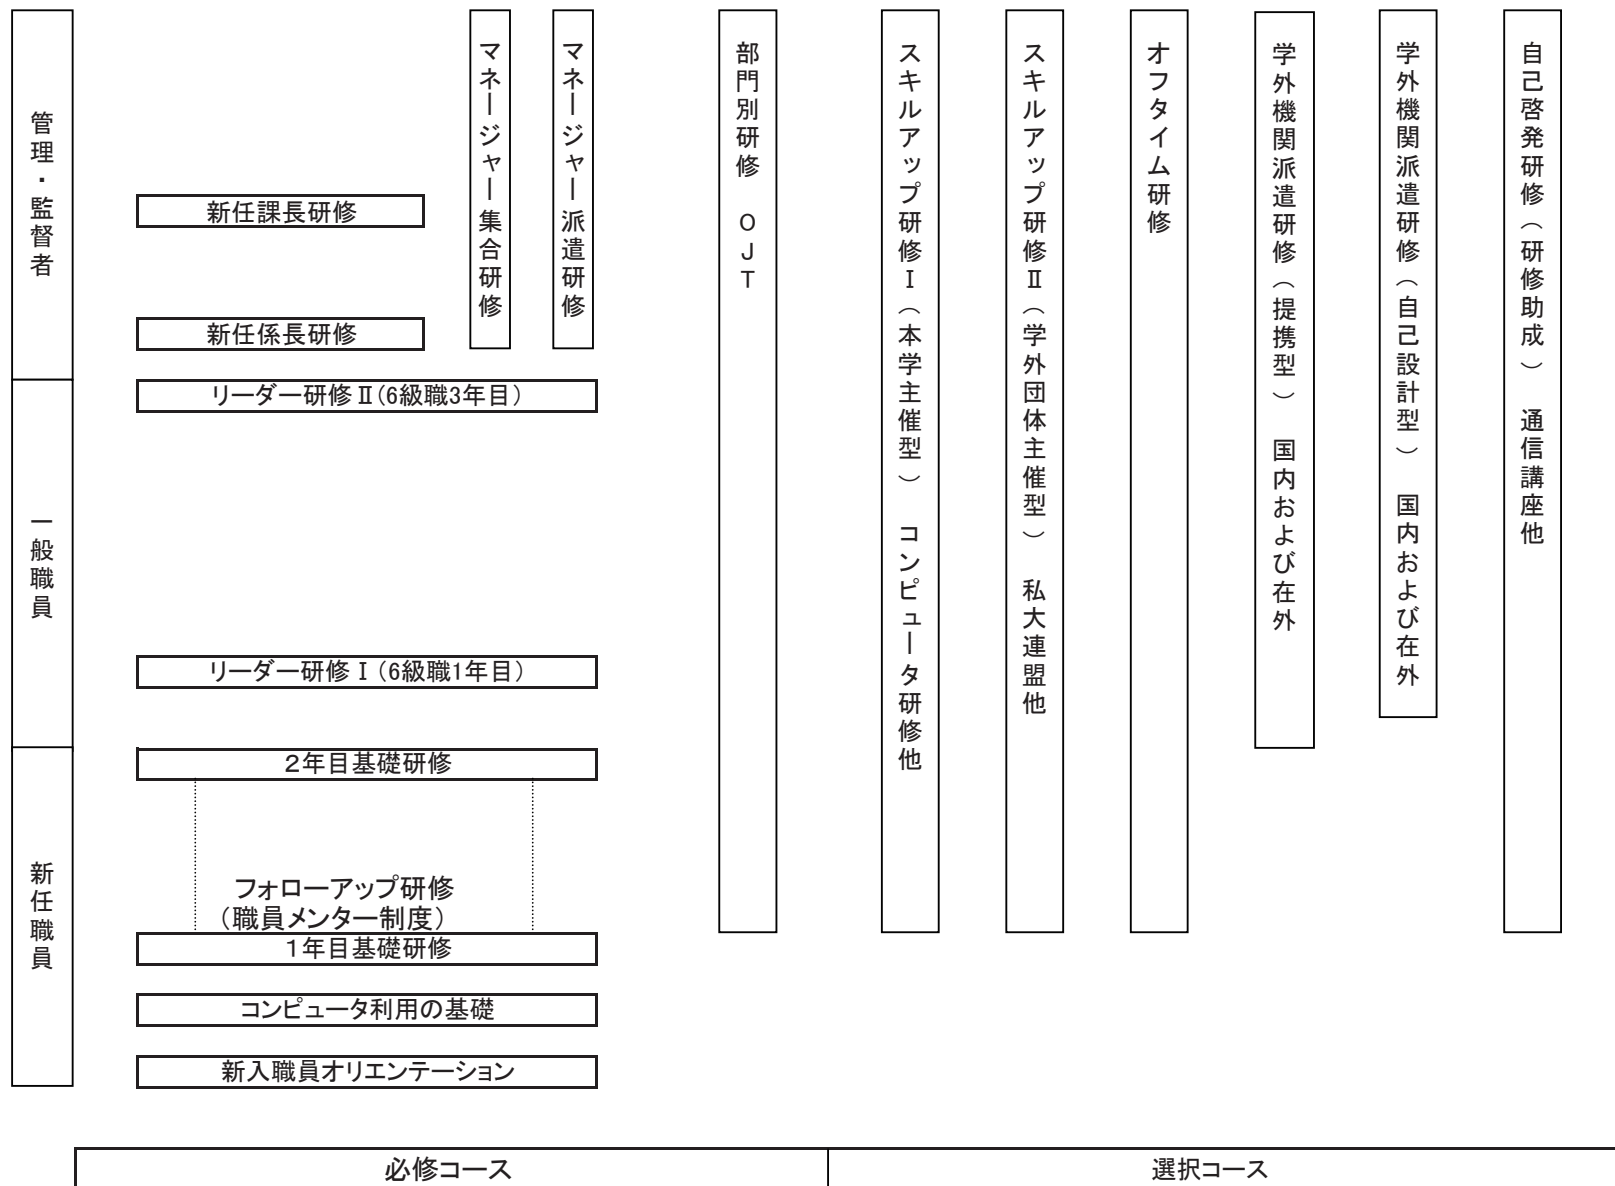 管理・監督者
一般職員
新任職員
新任課長研修
新任係長研修
マネージャー集合研修
マネージャー派遣研修
リーダー研修Ⅱ(6級職3年目)
リーダー研修Ⅰ(6級職1年目)
2年目基礎研修
フォローアップ研修
(職員メンター制度)
1年目基礎研修
コンピュータ利用の基礎
新入職員オリエンテーション
部門別研修 OJT
スキルアップ研修Ⅰ(本学主催型) コンピュータ研修他
スキルアップ研修Ⅱ(学外団体主催型) 私大連盟他
オフタイム研修
学外機関派遣研修(提携型) 国内および在外
学外機関派遣研修(自己設計型) 国内および在外
自己啓発研修(研修助成) 通信講座他
必修コース
選択コース